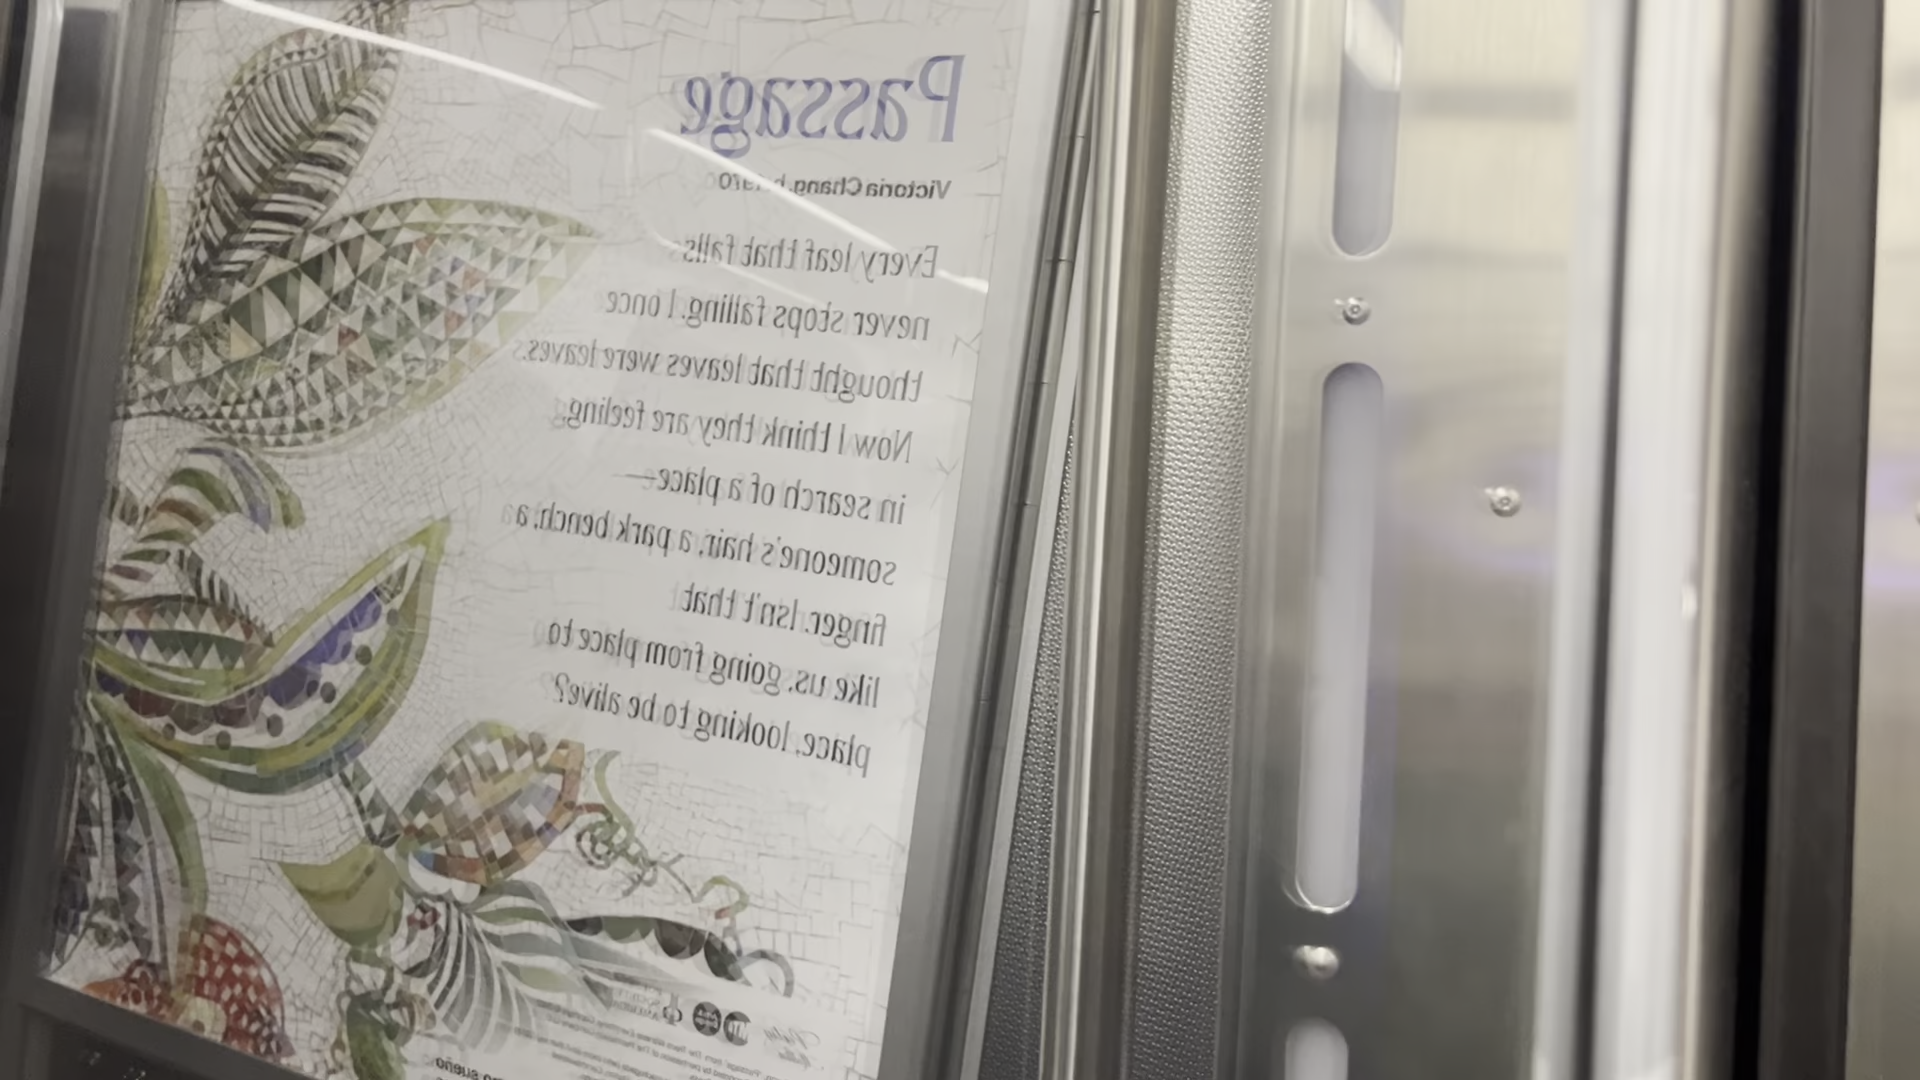 Passage
Victoria Chang,
Every leaf that falls
never stops falling. I once
thought that leaves were leaves.
Now I think they are feeling,
in search of a place—
someone's hair, a park bench, a
finger. Isn't that
like us, going from place to
place, looking to be alive?
sueño